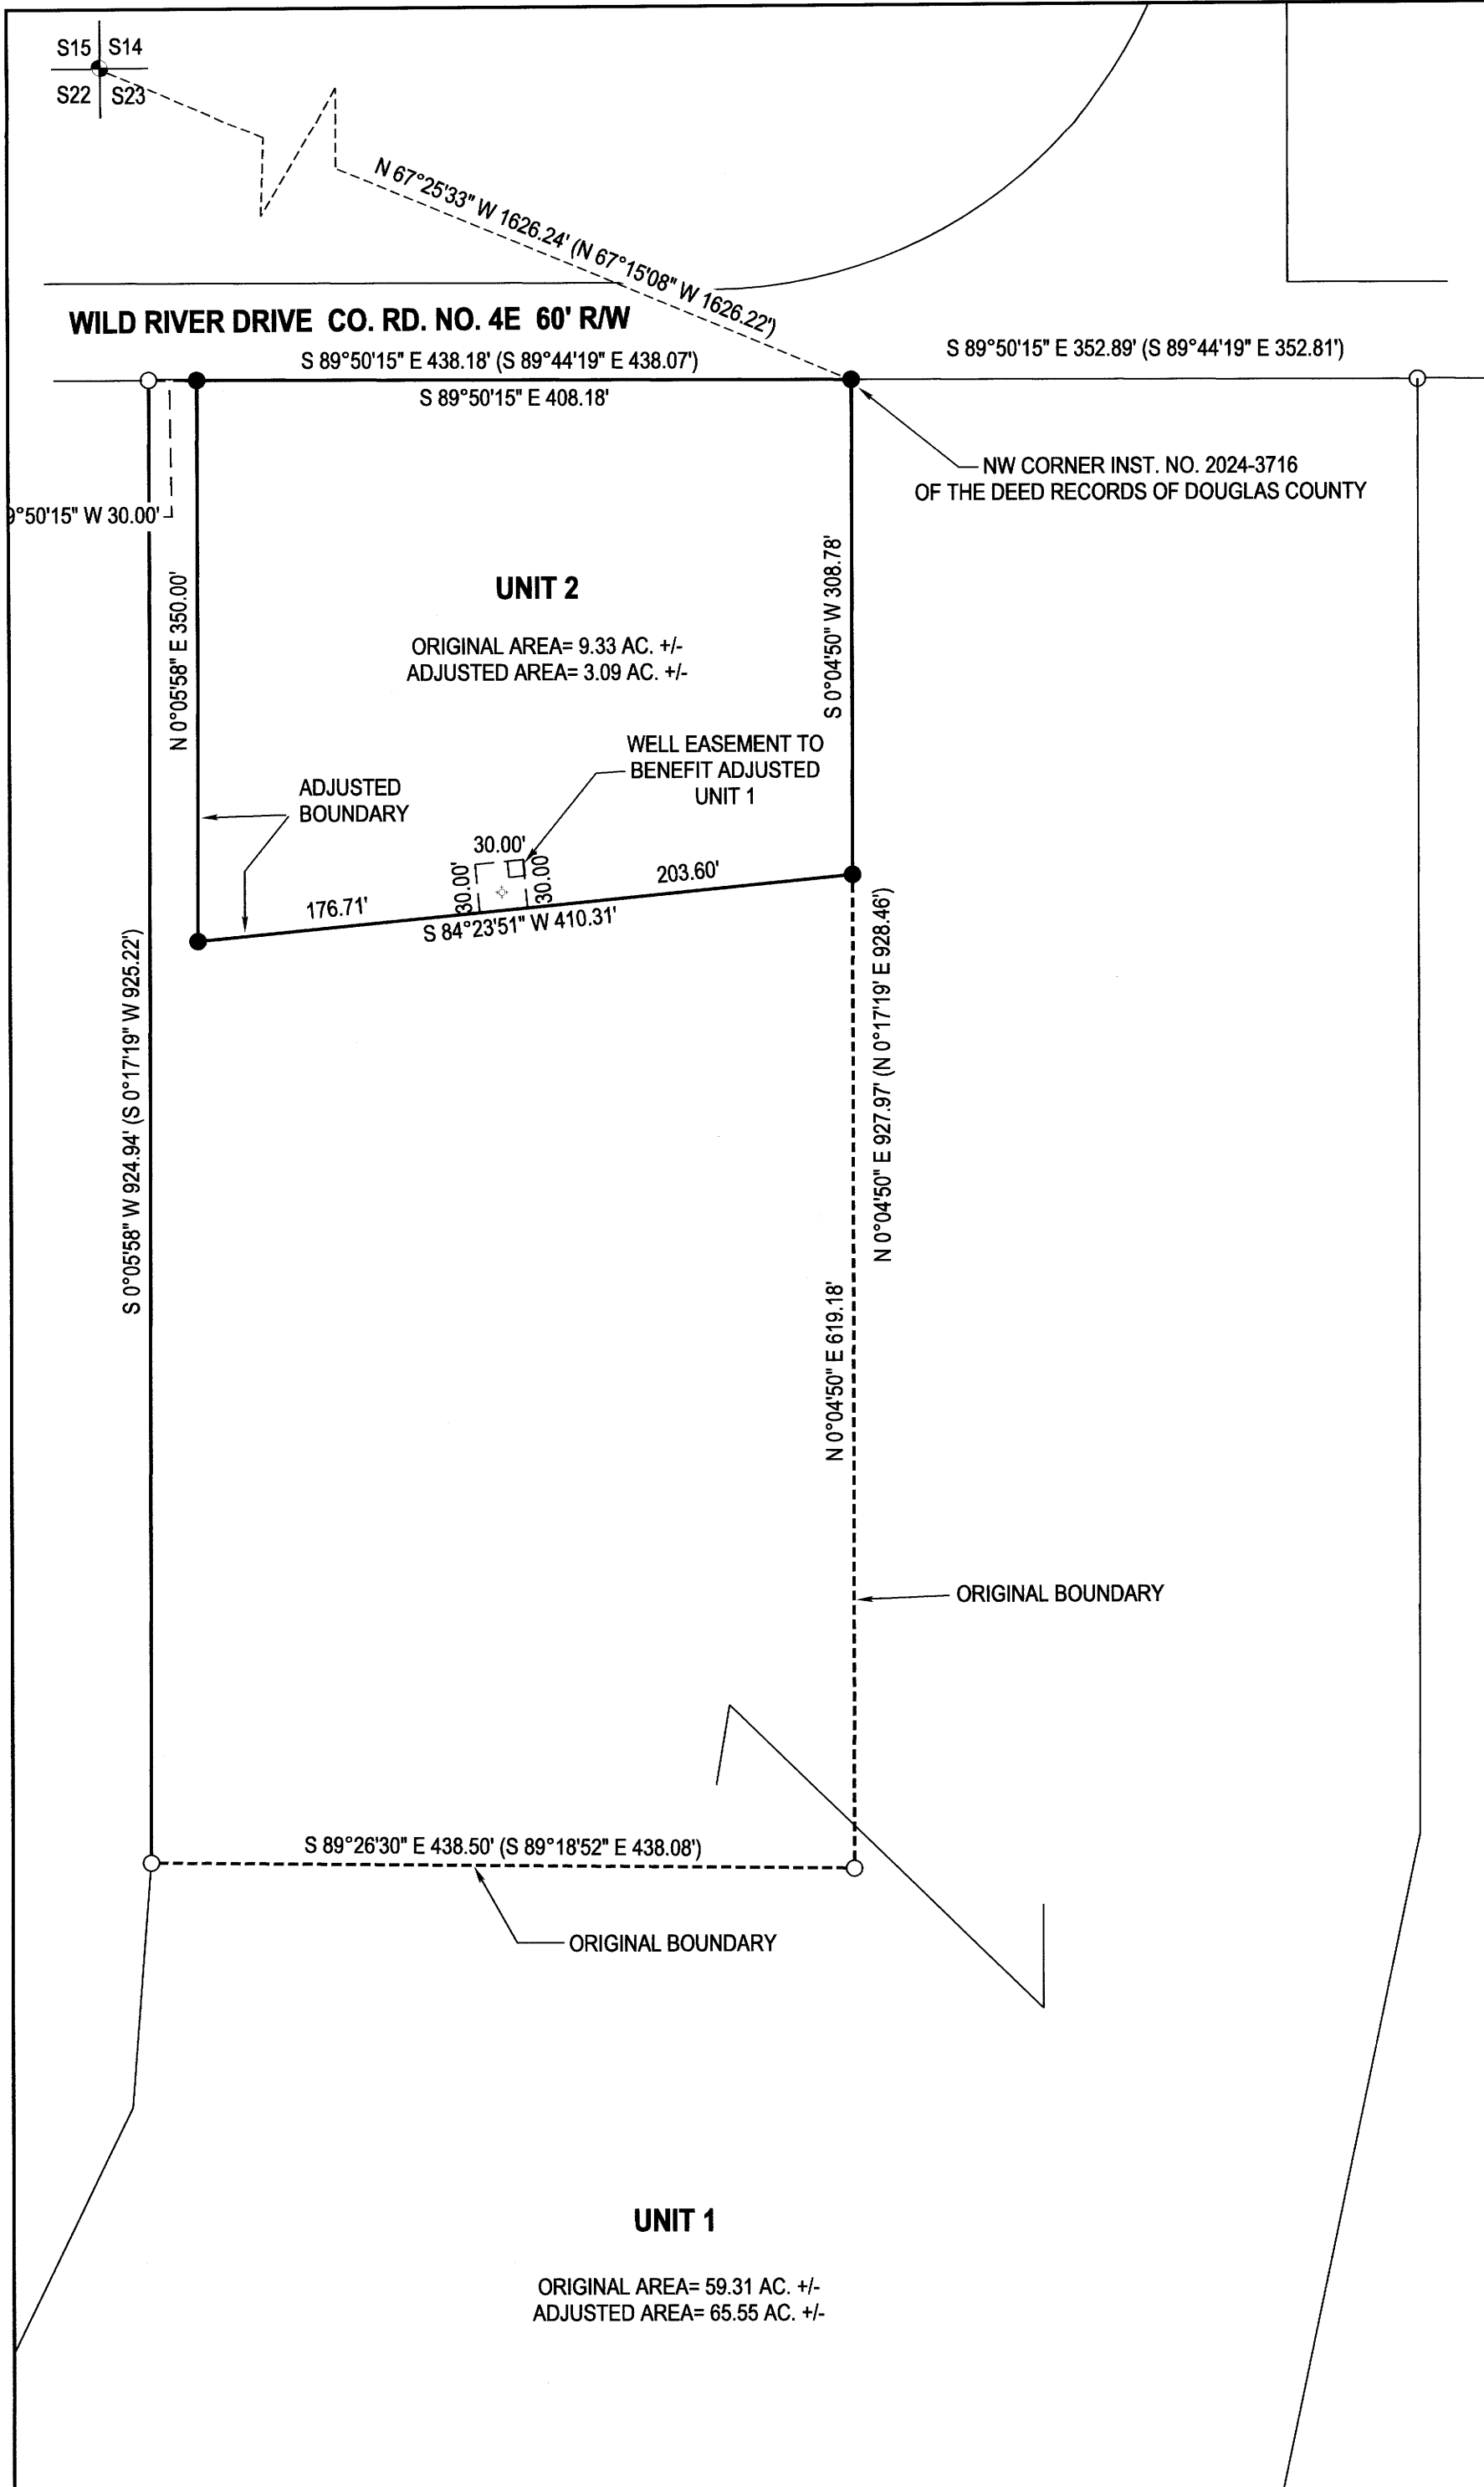 S15 S14
S22 S23
N 67°25'33" W 1626.24' (N 67°15'08" W 1626.22')
WILD RIVER DRIVE CO. RD. NO. 4E 60' R/W
S 89°50'15" E 438.18' (S 89°44'19" E 438.07')
S 89°50'15" E 352.89' (S 89°44'19" E 352.81')
S 89°50'15" E 408.18'
NW CORNER INST. NO. 2024-3716
OF THE DEED RECORDS OF DOUGLAS COUNTY
9°50'15" W 30.00'
N 0°05'58" E 350.00'
S 0°04'50" W 308.78'
UNIT 2
ORIGINAL AREA= 9.33 AC. +/-
ADJUSTED AREA= 3.09 AC. +/-
WELL EASEMENT TO
BENEFIT ADJUSTED
UNIT 1
ADJUSTED
BOUNDARY
30.00'
30.00'
30.00
203.60'
176.71'
S 84°23'51" W 410.31'
S 0°05'58" W 924.94' (S 0°17'19" W 925.22')
N 0°04'50" E 927.97' (N 0°17'19' E 928.46')
N 0°04'50" E 619.18'
ORIGINAL BOUNDARY
S 89°26'30" E 438.50' (S 89°18'52" E 438.08')
ORIGINAL BOUNDARY
UNIT 1
ORIGINAL AREA= 59.31 AC. +/-
ADJUSTED AREA= 65.55 AC. +/-